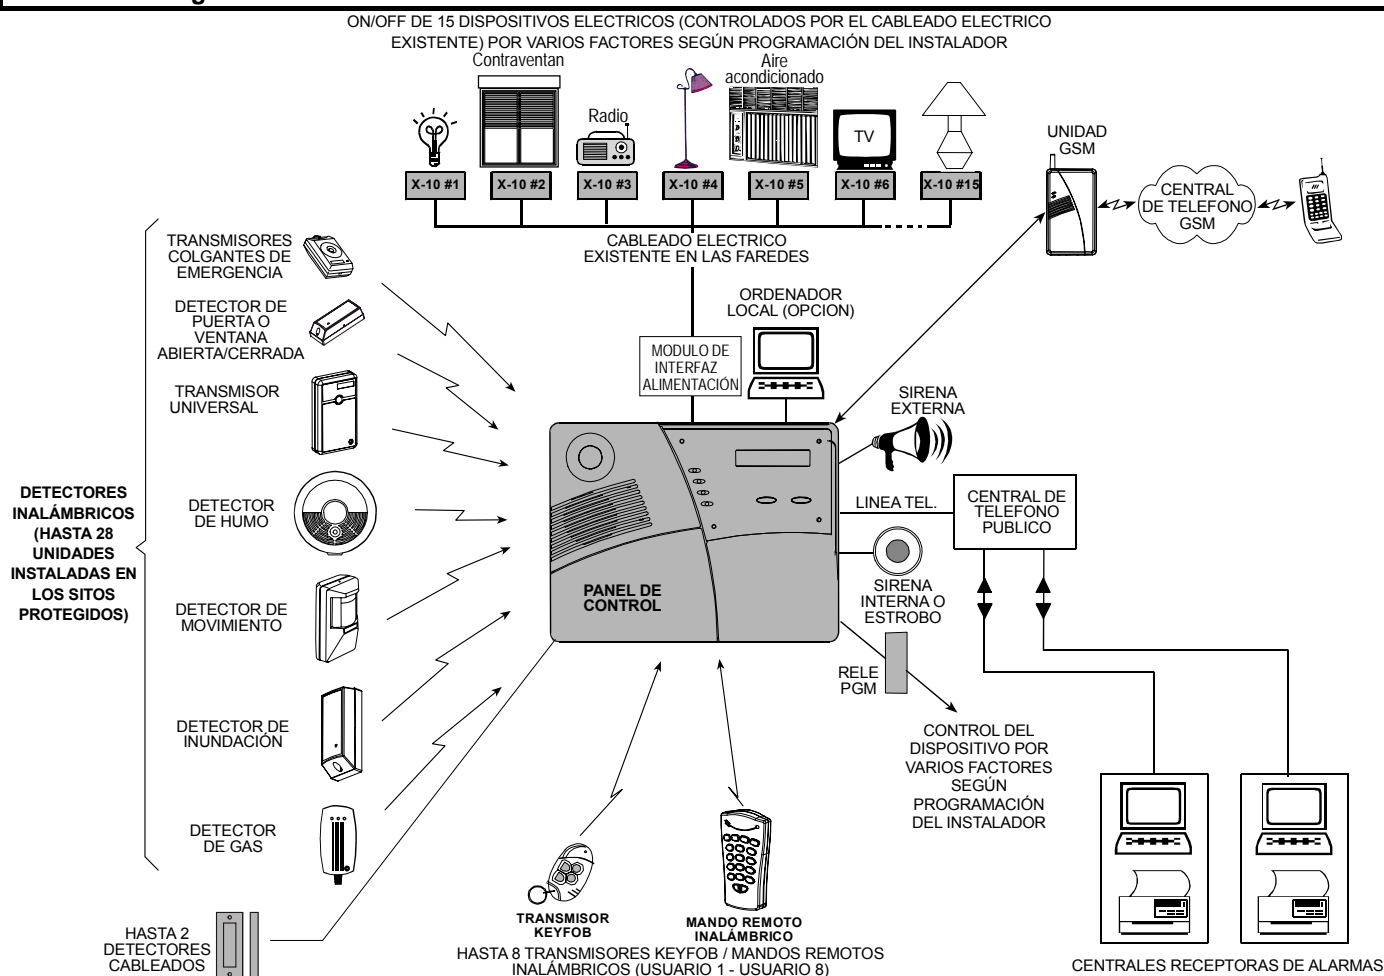 ON/OFF DE 15 DISPOSITIVOS ELECTRICOS (CONTROLADOS POR EL CABLEADO ELECTRICO
EXISTENTE) POR VARIOS FACTORES SEGÚN PROGRAMACIÓN DEL INSTALADOR
Contraventan
Radio
Aire
acondicionado
TV
X-10 #1
X-10 #2
X-10 #3
X-10 #4
X-10 #5
X-10 #6
X-10 #15
CABLEADO ELECTRICO
EXISTENTE EN LAS FAREDES
UNIDAD
GSM
CENTRAL
DE TELEFONO
GSM
ORDENADOR
LOCAL (OPCION)
MODULO DE
INTERFAZ
ALIMENTACIÓN
SIRENA
EXTERNA
LINEA TEL.
CENTRAL DE
TELEFONO
PUBLICO
SIRENA
INTERNA O
ESTROBO
RELE
PGM
CONTROL DEL
DISPOSITIVO POR
VARIOS FACTORES
SEGÚN
PROGRAMACIÓN
DEL INSTALADOR
PANEL DE
CONTROL
DETECTORES
INALÁMBRICOS
(HASTA 28
UNIDADES
INSTALADAS EN
LOS SITOS
PROTEGIDOS)
TRANSMISORES
COLGANTES DE
EMERGENCIA
DETECTOR DE
PUERTA O
VENTANA
ABIERTA/CERRADA
TRANSMISOR
UNIVERSAL
DETECTOR
DE HUMO
DETECTOR DE
MOVIMIENTO
DETECTOR DE
INUNDACIÓN
DETECTOR
DE GAS
HASTA 2
DETECTORES
CABLEADOS
TRANSMISOR
KEYFOB
MANDO REMOTO
INALÁMBRICO
HASTA 8 TRANSMISORES KEYFOB / MANDOS REMOTOS
INALÁMBRICOS (USUARIO 1 - USUARIO 8)
CENTRALES RECEPTORAS DE ALARMAS